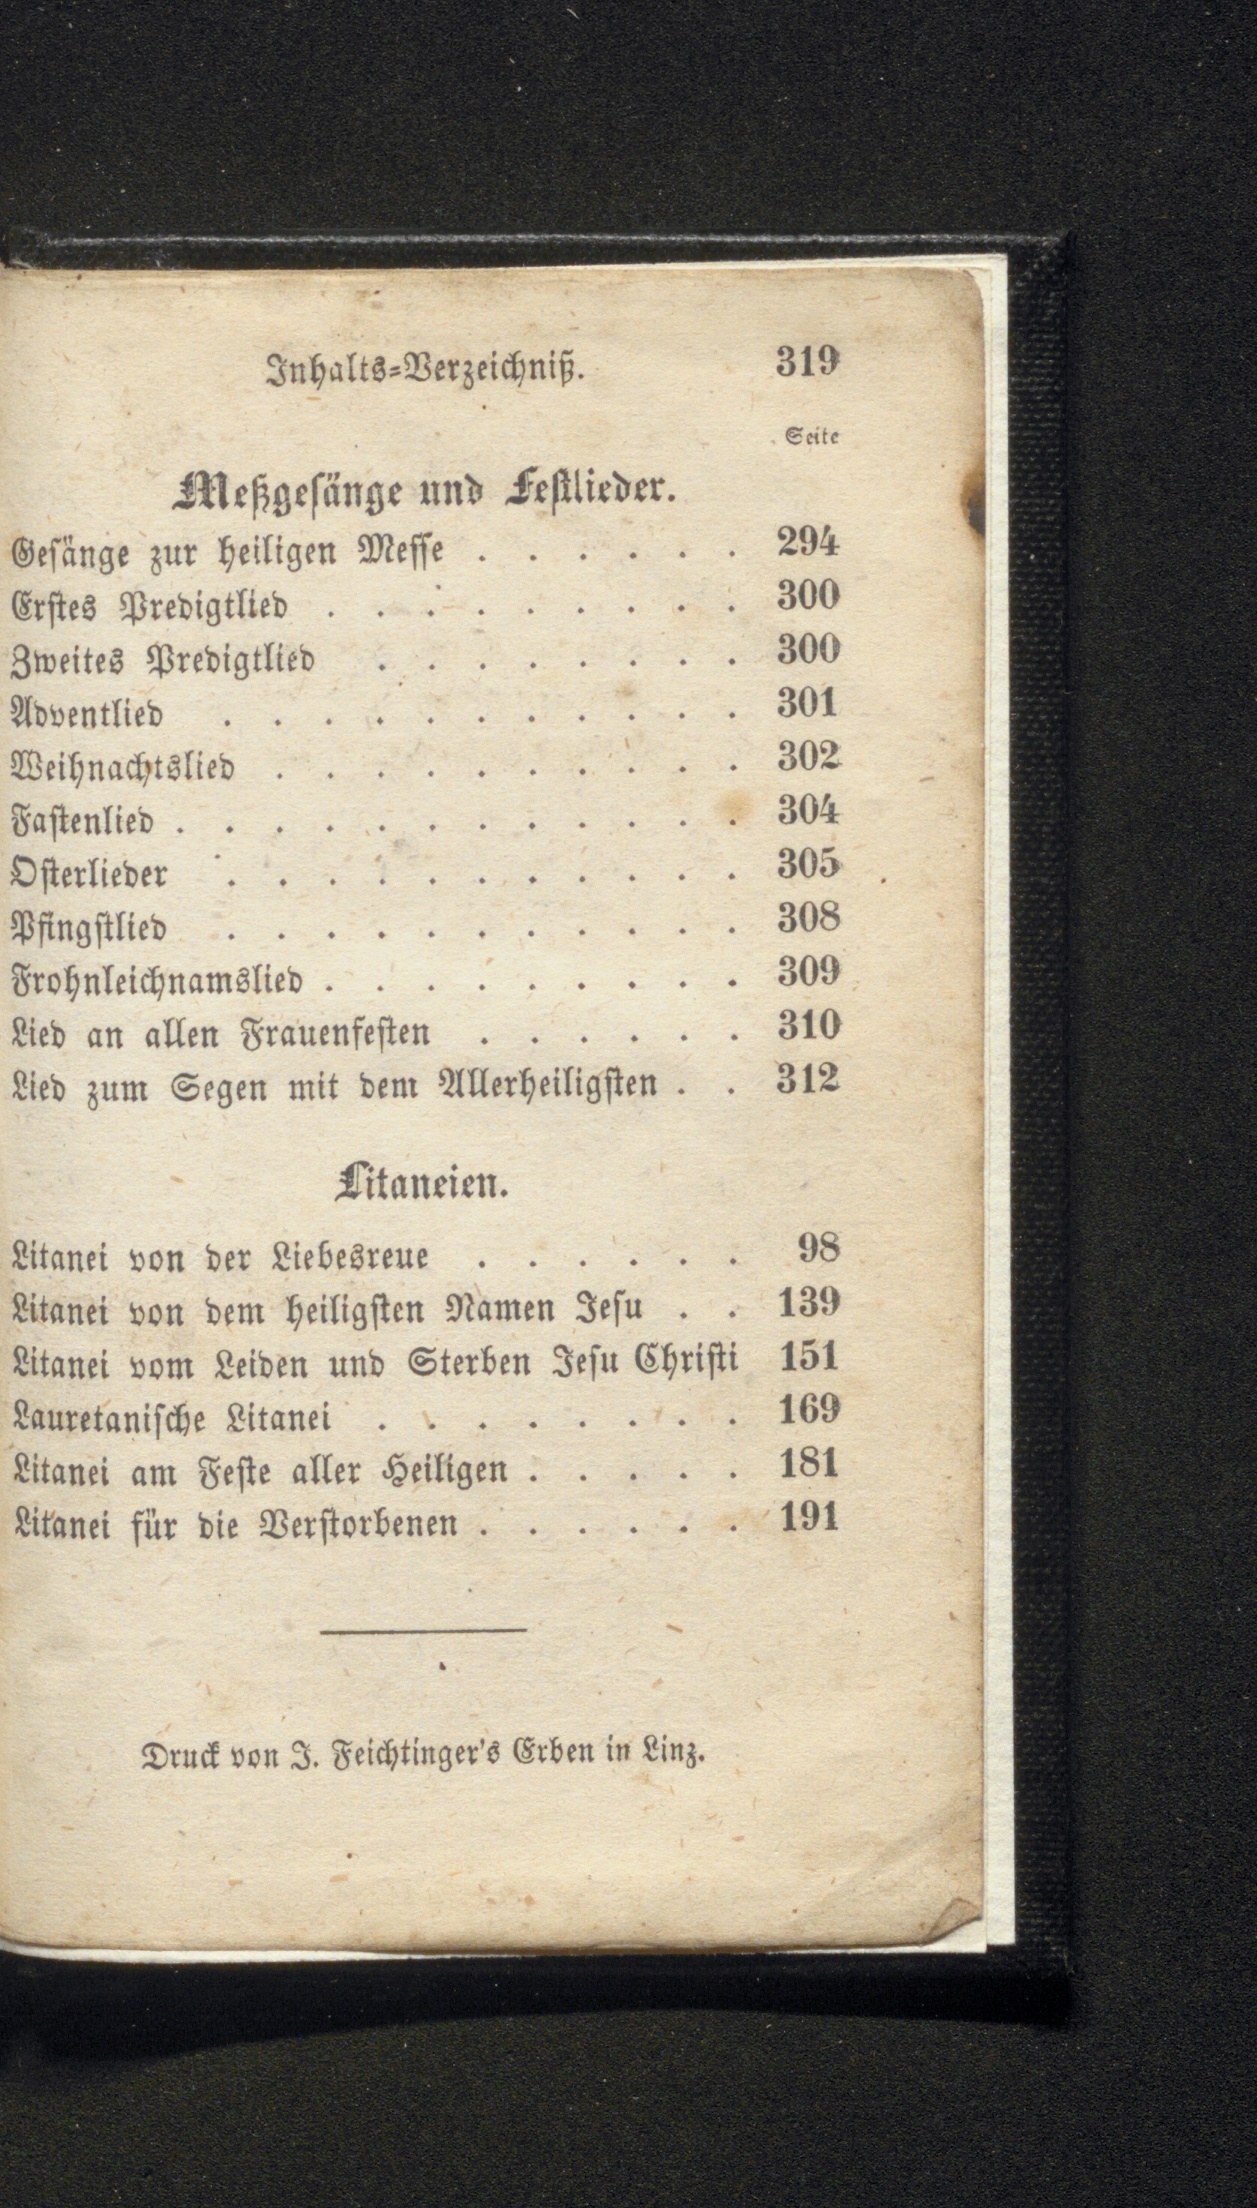 Inhalts-Verzeichniß. 319
Seite
Meßgesänge und Festlieder.
Gesänge zur heiligen Messe . . . . . . 294
Erstes Predigtlied . . . . . . . . . 300
Zweites Predigtlied . . . . . . . . 300
Adventlied . . . . . . . . . . . 301
Weihnachtslied . . . . . . . . . . 302
Fastenlied . . . . . . . . . . . . 304
Osterlieder . . . . . . . . . . . 305
Pfingstlied . . . . . . . . . . . 308
Frohnleichnamslied . . . . . . . . . 309
Lied an allen Frauenfesten . . . . . . 310
Lied zum Segen mit dem Allerheiligsten . . 312
Litaneien.
Litanei von der Liebesreue . . . . . . 98
Litanei von dem heiligsten Namen Jesu . . 139
Litanei vom Leiden und Sterben Jesu Christi 151
Lauretanische Litanei . . . . . . . . 169
Litanei am Feste aller Heiligen . . . . . 181
Litanei für die Verstorbenen . . . . . . 191
Druck von J. Feichtinger's Erben in Linz.